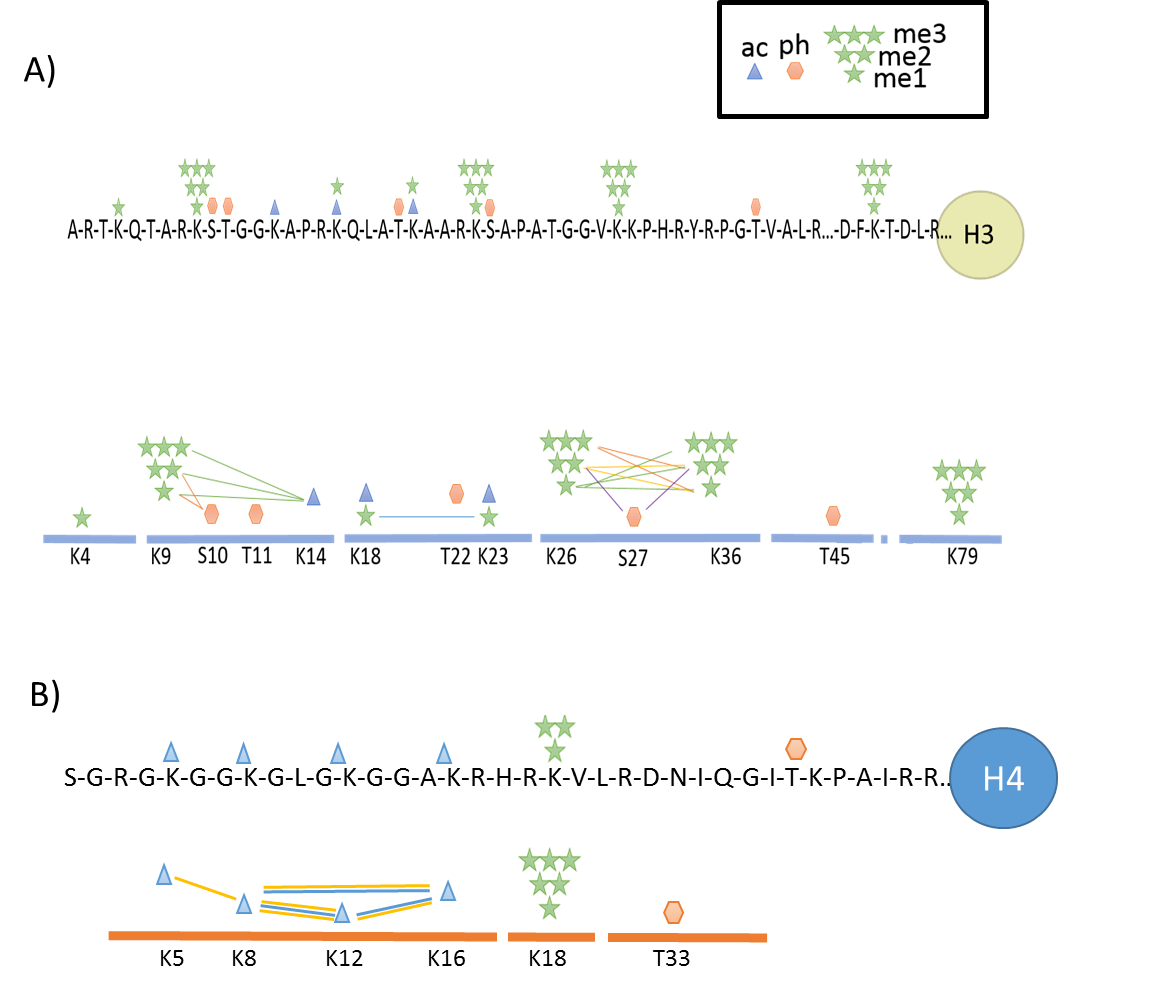 A)
ac ph me3
me2
me1
A-R-T-K-Q-T-A-R-K-S-T-G-G-K-A-P-R-K-Q-L-A-T-K-A-A-R-K-S-A-P-A-T-G-G-V-K-K-P-H-R-Y-R-P-G-T-V-A-L-R...-D-F-K-T-D-L-R... H3
K4 K9 S10 T11 K14 K18 T22 K23 K26 S27 K36 T45 K79
B)
S-G-R-G-K-G-G-K-G-L-G-K-G-G-A-K-R-H-R-K-V-L-R-D-N-I-Q-G-I-T-K-P-A-I-R-R.. H4
K5 K8 K12 K16 K18 T33